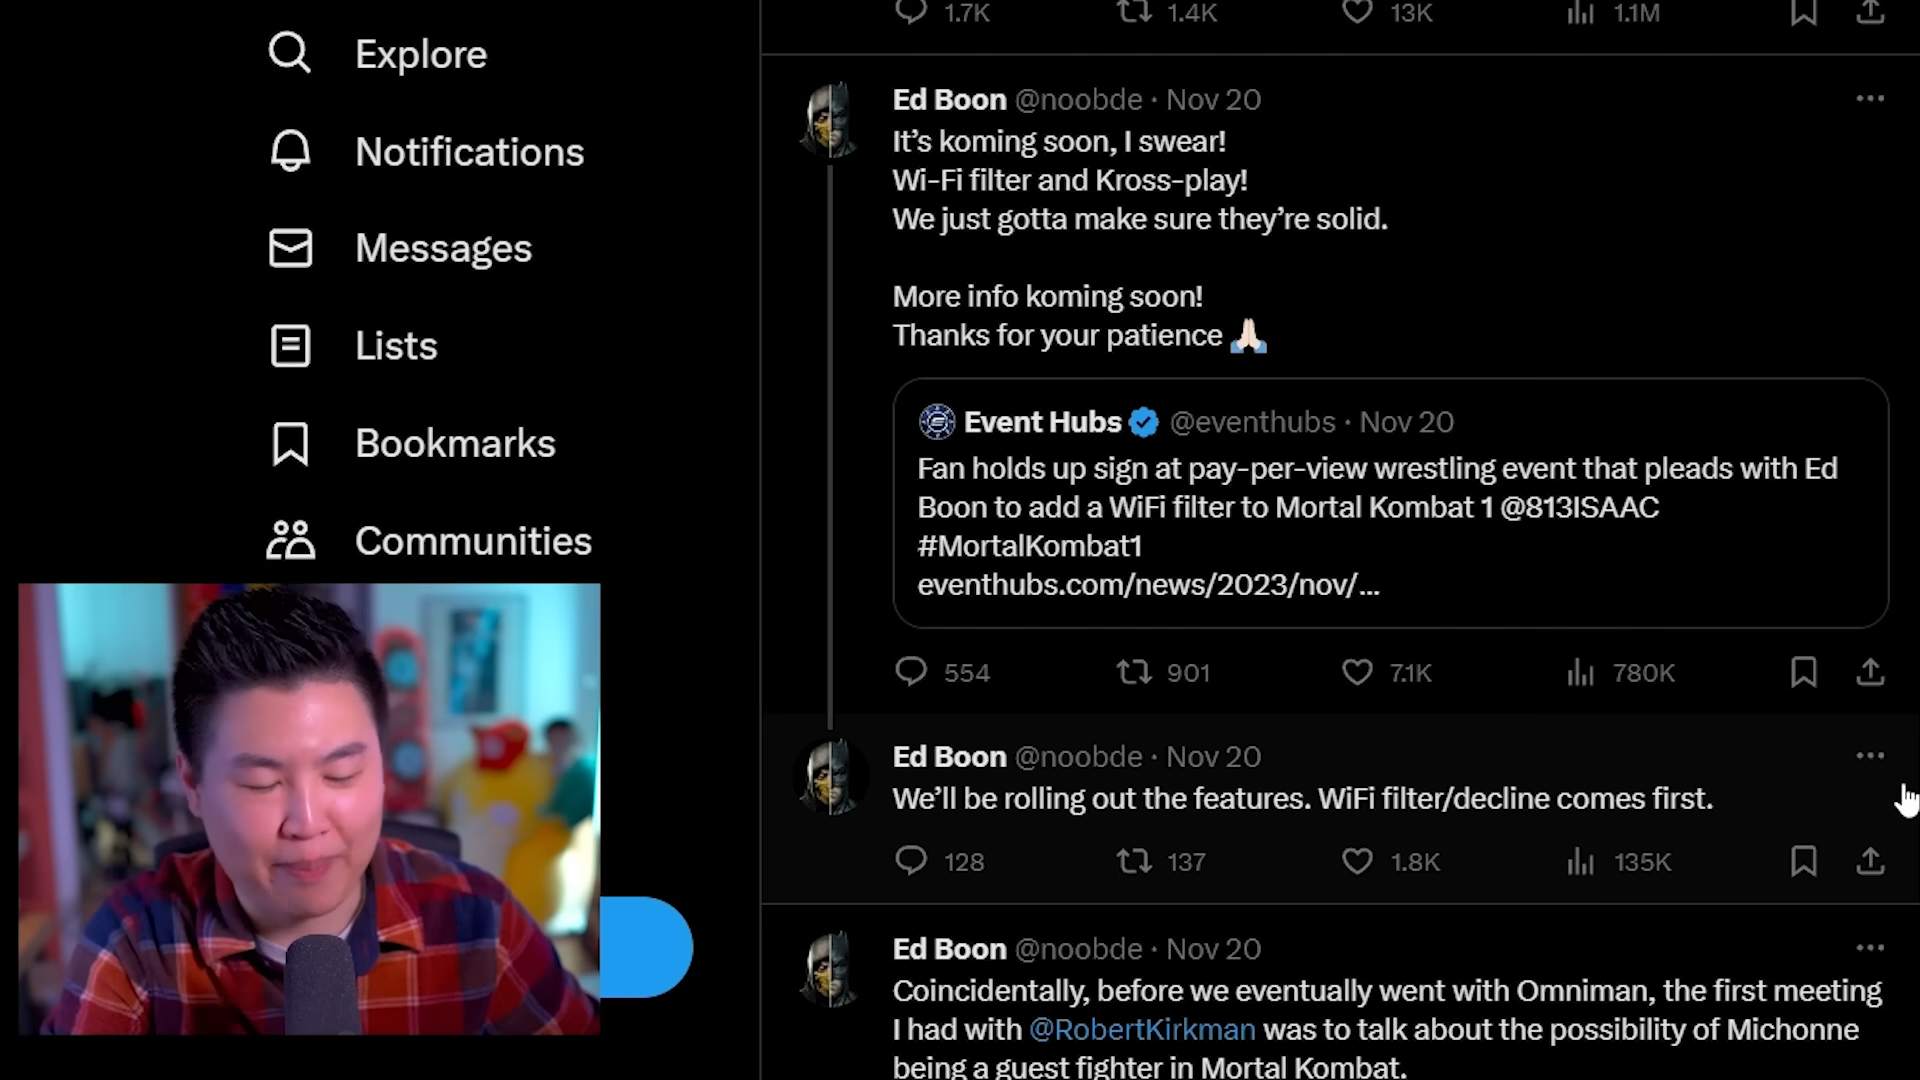 1.7K 1.4K 13K 1.1M
Explore
Notifications
Messages
Lists
Bookmarks
Communities
Ed Boon @noobde · Nov 20
It’s koming soon, I swear!
Wi-Fi filter and Kross-play!
We just gotta make sure they’re solid.
More info koming soon!
Thanks for your patience 🙏🏻
Event Hubs @eventhubs · Nov 20
Fan holds up sign at pay-per-view wrestling event that pleads with Ed
Boon to add a WiFi filter to Mortal Kombat 1 @813ISAAC
#MortalKombat1
eventhubs.com/news/2023/nov/...
554 901 7.1K 780K
Ed Boon @noobde · Nov 20
We’ll be rolling out the features. WiFi filter/decline comes first.
128 137 1.8K 135K
Ed Boon @noobde · Nov 20
Coincidentally, before we eventually went with Omniman, the first meeting
I had with @RobertKirkman was to talk about the possibility of Michonne
being a guest fighter in Mortal Kombat.